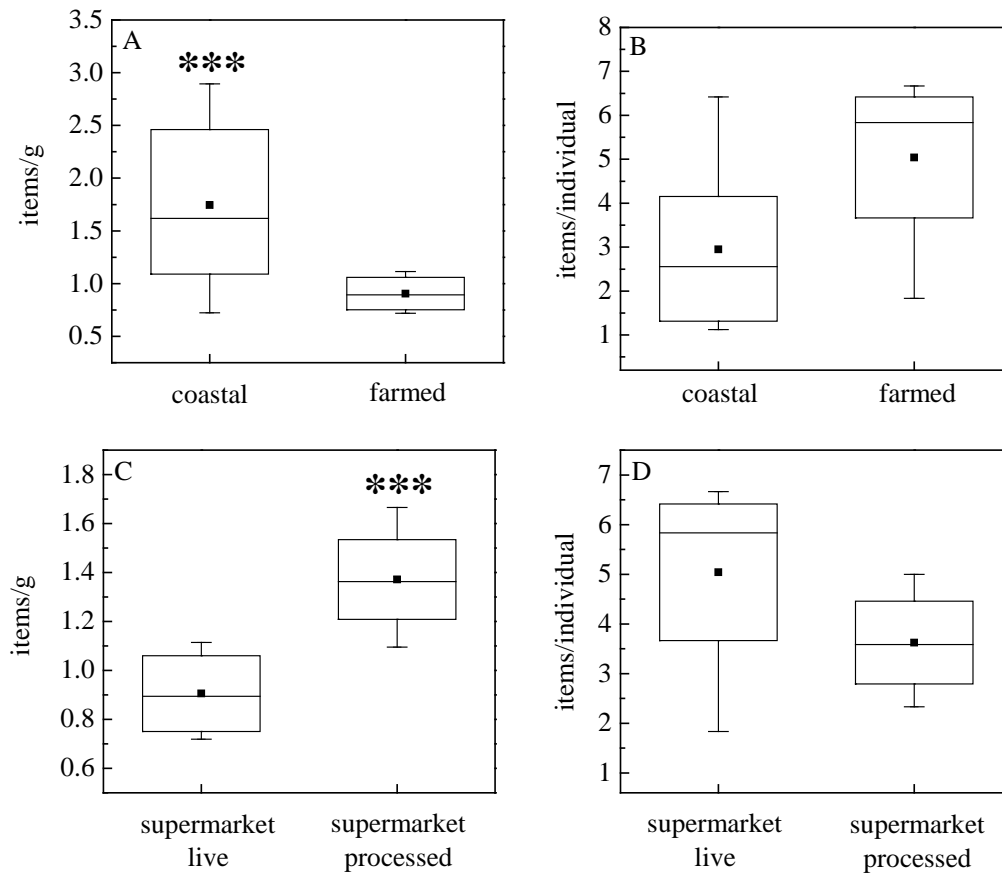 A
***
3.5
3.0
2.5
2.0
1.5
1.0
0.5
items/g
coastal
farmed
B
8
7
6
5
4
3
2
1
items/individual
coastal
farmed
C
***
1.8
1.6
1.4
1.2
1.0
0.8
0.6
items/g
supermarket
live
supermarket
processed
D
7
6
5
4
3
2
1
items/individual
supermarket
live
supermarket
processed